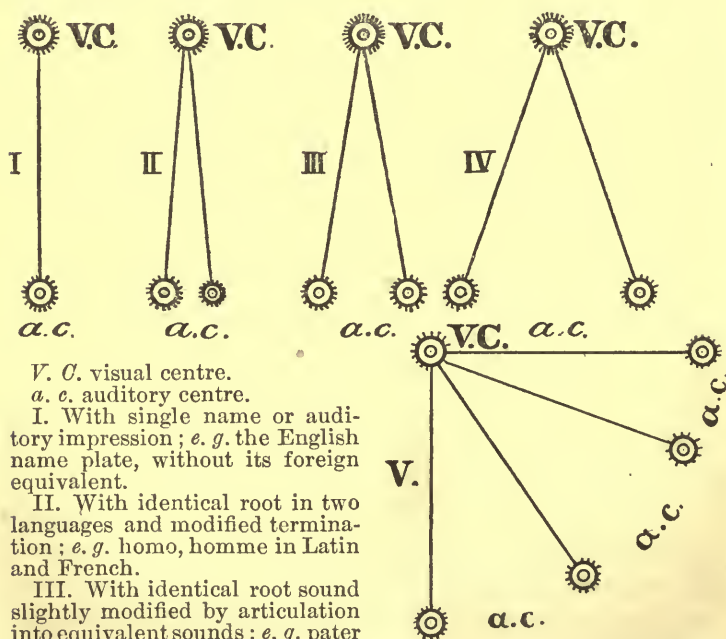 V.C. V.C. V.C. V.C.
I II III IV
a.c. a.c. a.c. a.c.
V. C. visual centre.
a. c. auditory centre.
I. With single name or audi-
tory impression ; e. g. the English
name plate, without its foreign
equivalent.
II. With identical root in two
languages and modified termina-
tion ; e. g. homo, homme in Latin
and French.
III. With identical root sound
slightly modified by articulation
into equivalent sounds ; e. g. pater
V.C.
a.c.
V.
a.c.
a.c.